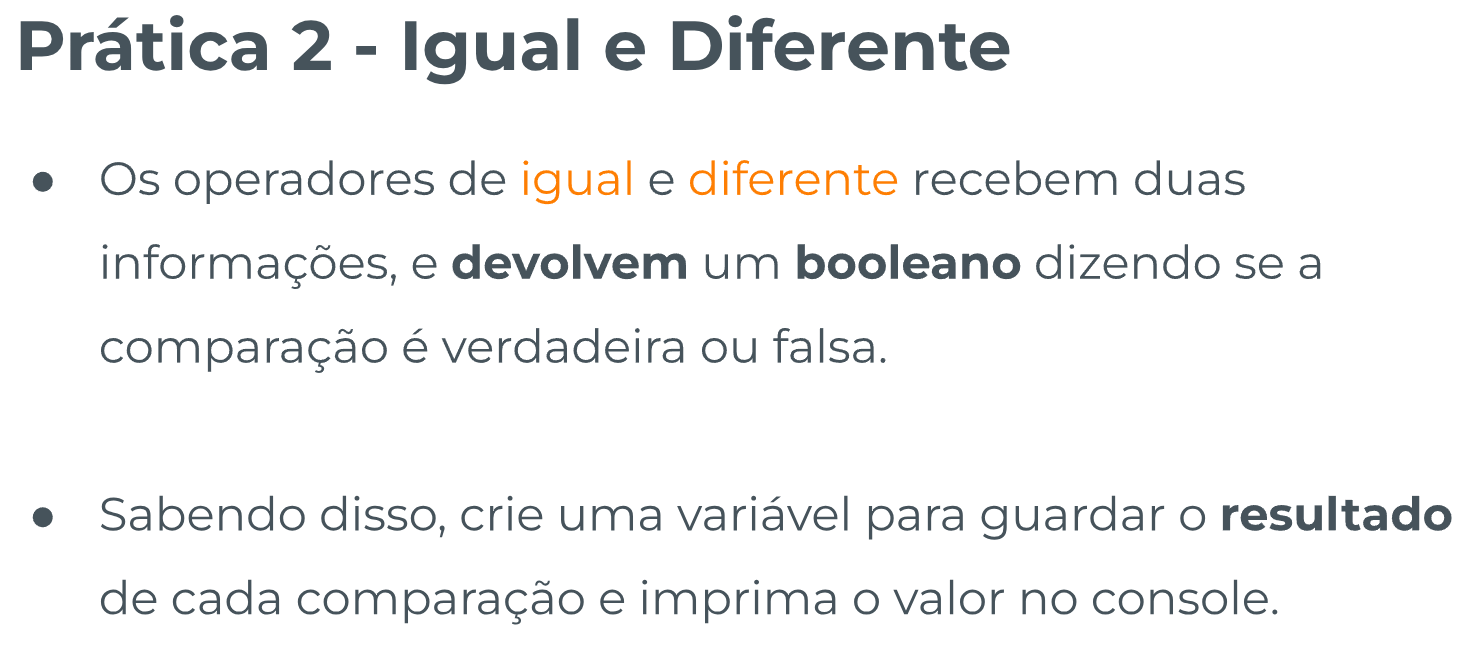 Prática 2 - Igual e Diferente
● Os operadores de igual e diferente recebem duas
informações, e devolvem um booleano dizendo se a
comparação é verdadeira ou falsa.
● Sabendo disso, crie uma variável para guardar o resultado
de cada comparação e imprima o valor no console.